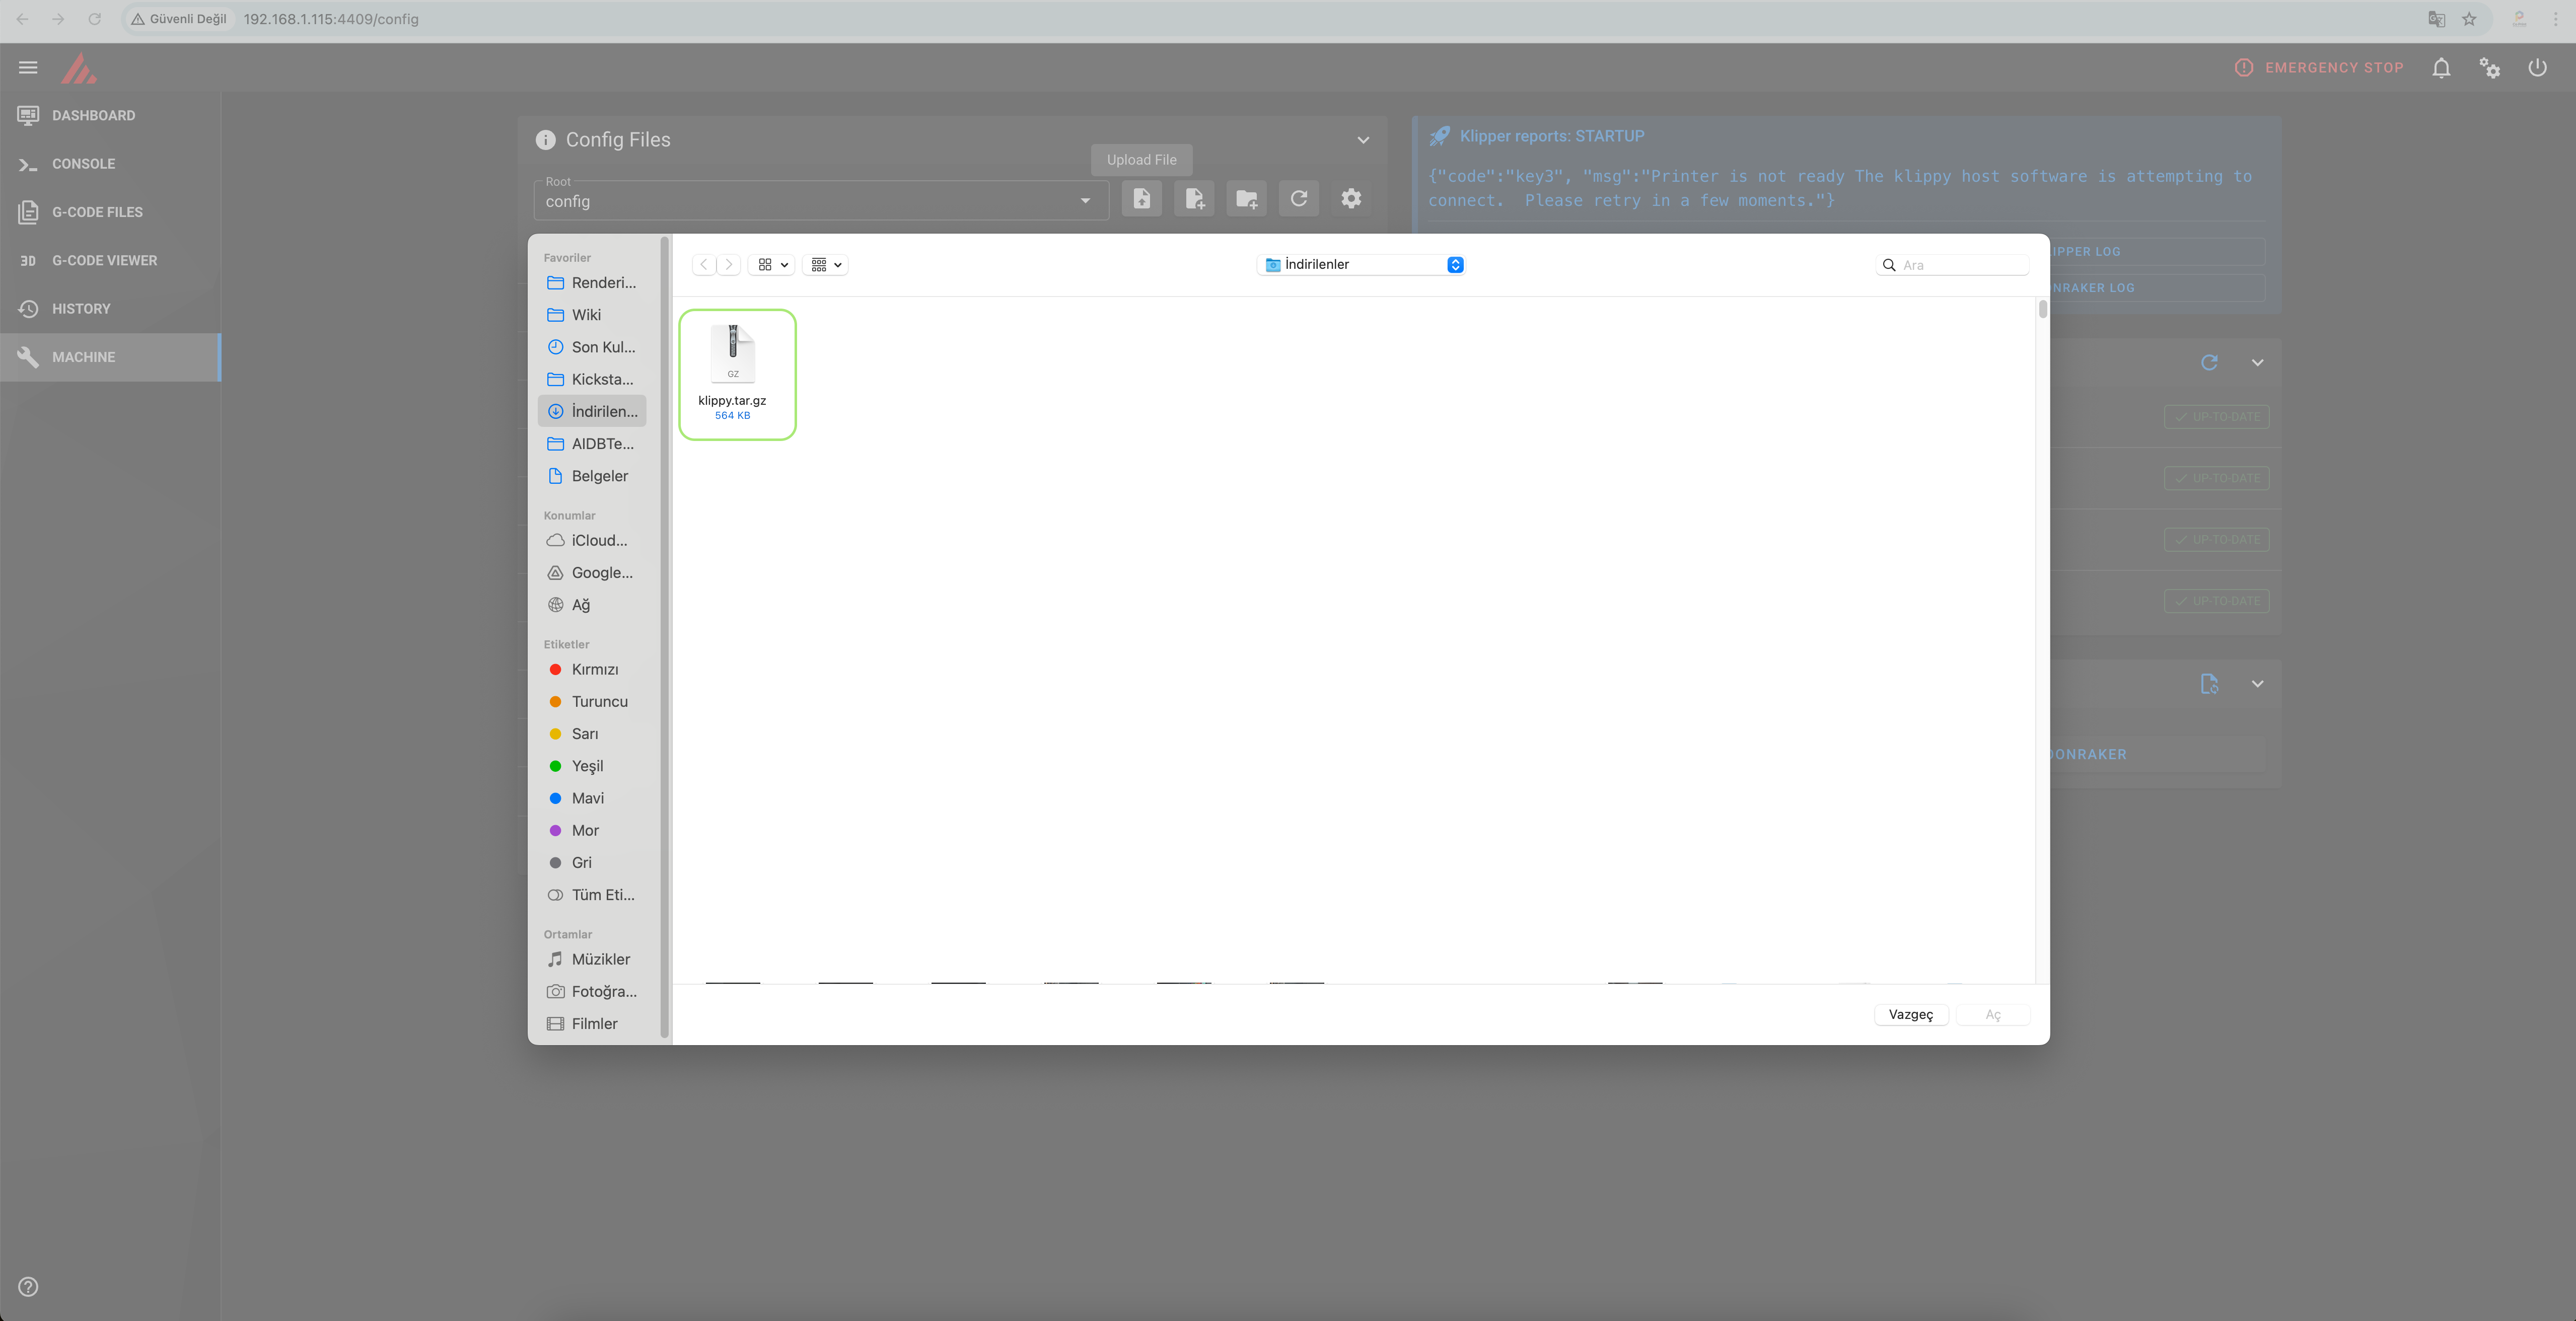 Güvenli Değil
192.168.1.115:4409/config
EMERGENCY STOP
DASHBOARD
CONSOLE
G-CODE FILES
3D
G-CODE VIEWER
HISTORY
MACHINE
Config Files
Upload File
Root
config
Klipper reports: STARTUP
{"code":"key3", "msg":"Printer is not ready The klippy host software is attempting to
connect.  Please retry in a few moments."}
IPPER LOG
NRAKER LOG
UP-TO-DATE
UP-TO-DATE
UP-TO-DATE
UP-TO-DATE
ONRAKER
Favoriler
Renderi...
Wiki
Son Kul...
Kicksta...
İndirilen...
AIDBTe...
Belgeler
Konumlar
iCloud...
Google...
Ağ
Etiketler
Kırmızı
Turuncu
Sarı
Yeşil
Mavi
Mor
Gri
Tüm Eti...
Ortamlar
Müzikler
Fotoğra...
Filmler
İndirilenler
Ara
GZ
klippy.tar.gz
564 KB
Vazgeç
Aç